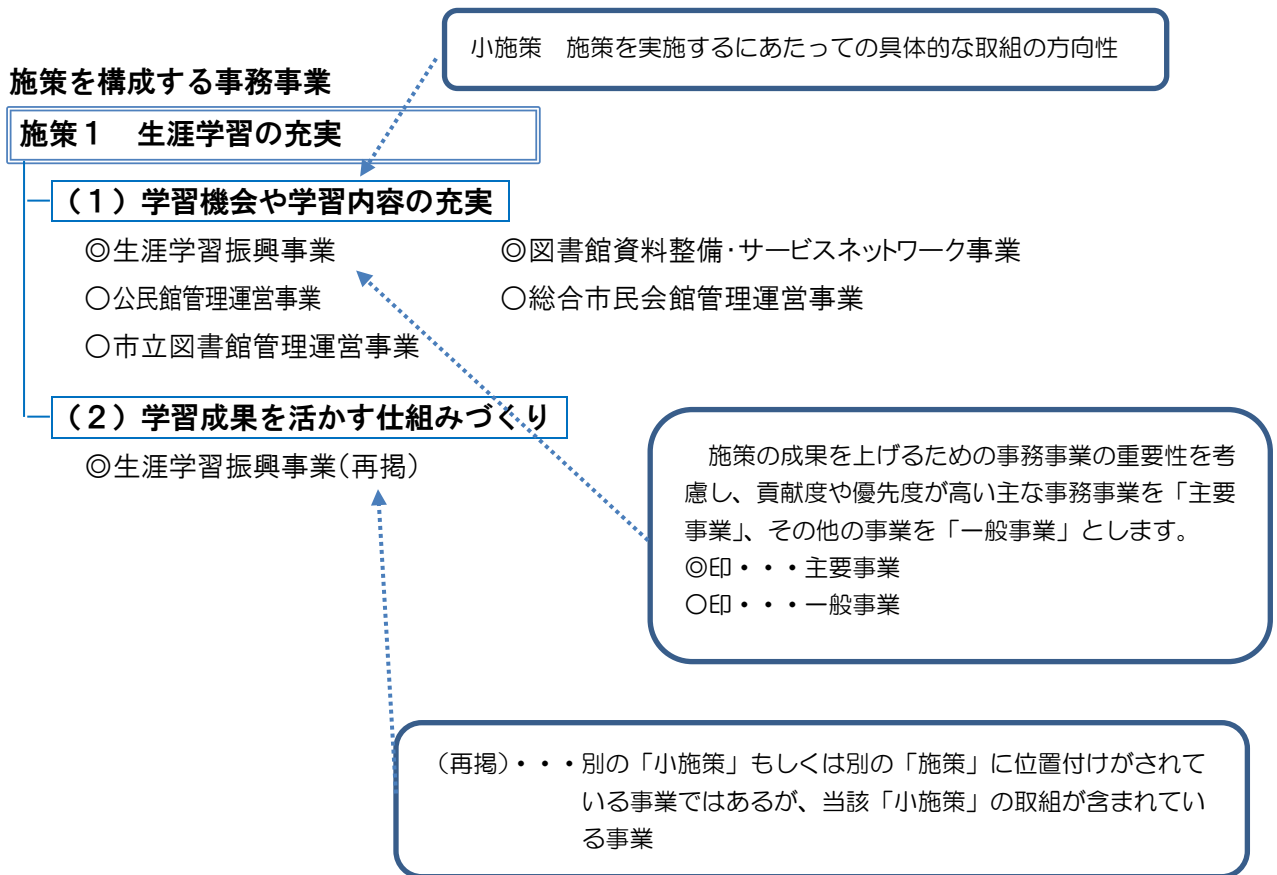 小施策　施策を実施するにあたっての具体的な取組の方向性
施策を構成する事務事業
施策１　生涯学習の充実
（１）学習機会や学習内容の充実
◎生涯学習振興事業
◎図書館資料整備・サービスネットワーク事業
〇公民館管理運営事業
〇総合市民会館管理運営事業
〇市立図書館管理運営事業
（２）学習成果を活かす仕組みづくり
◎生涯学習振興事業（再掲）
施策の成果を上げるための事務事業の重要性を考
慮し、貢献度や優先度が高い主な事務事業を「主要
事業」、その他の事業を「一般事業」とします。
◎印・・・主要事業
〇印・・・一般事業
（再掲）・・・別の「小施策」もしくは別の「施策」に位置付けがされて
いる事業ではあるが、当該「小施策」の取組が含まれてい
る事業